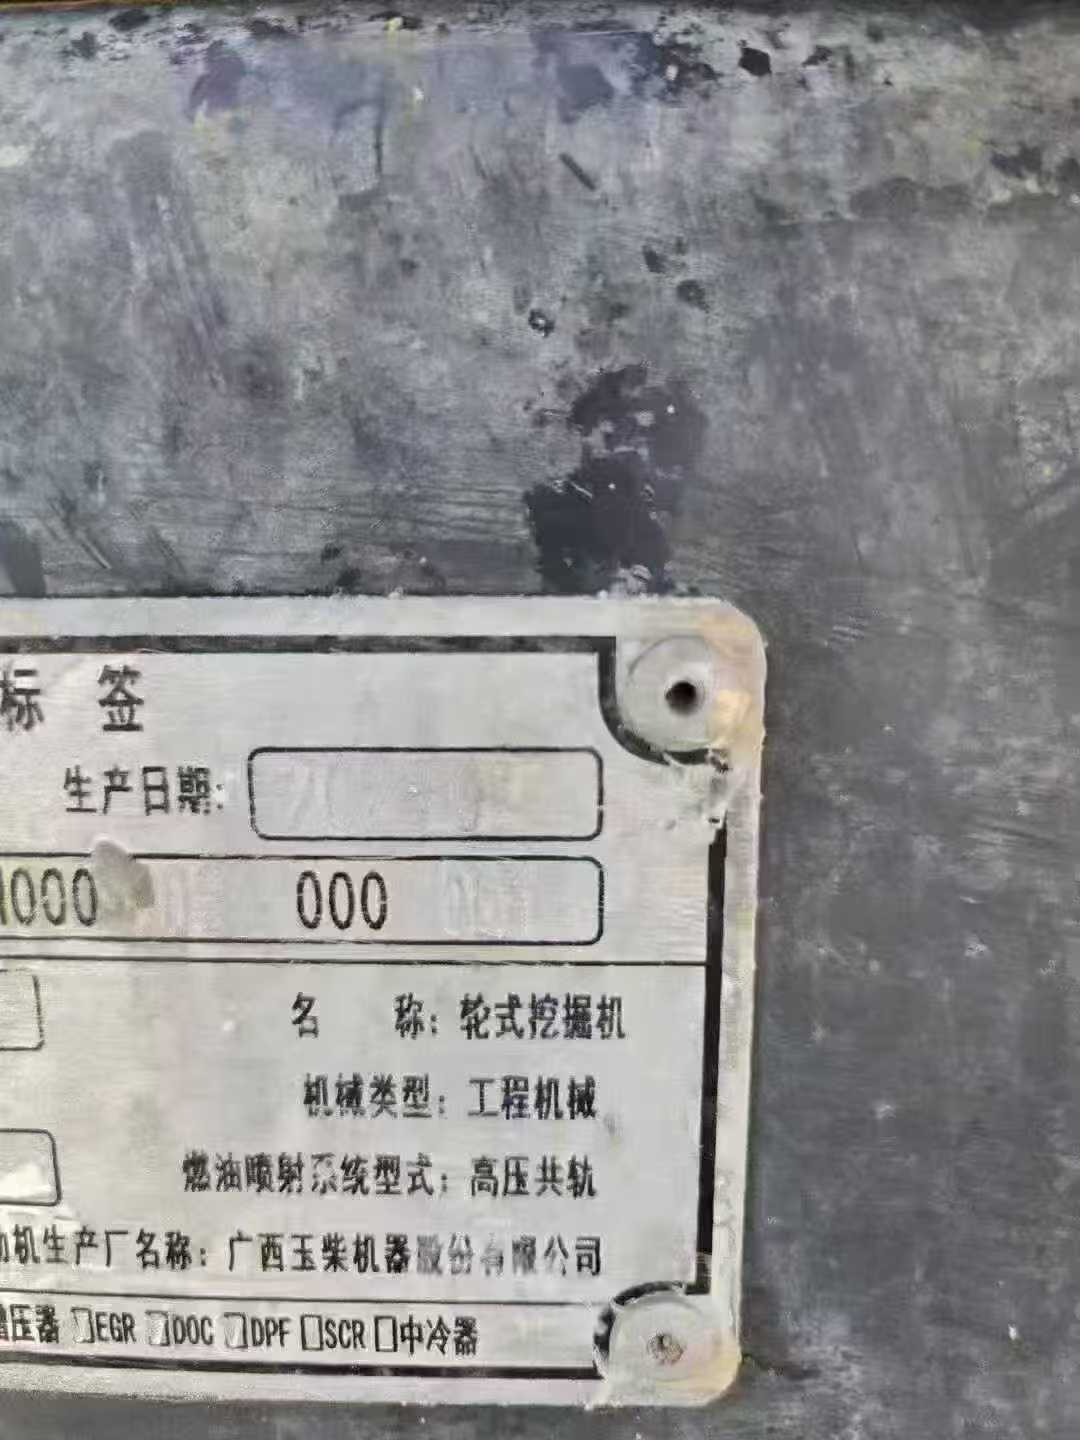 标 签
生产日期:
000 000
名 称：轮式挖掘机
机械类型：工程机械
燃油喷射系统型式：高压共轨
机生产厂名称：广西玉柴机器股份有限公司
增压器 □EGR □DOC □DPF □SCR □中冷器